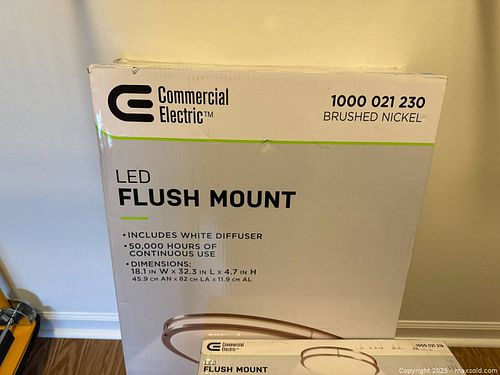 Commercial
Electric™
1000 021 230
BRUSHED NICKEL
LED
FLUSH MOUNT
• INCLUDES WHITE DIFFUSER
• 50,000 HOURS OF
CONTINUOUS USE
• DIMENSIONS:
18.1 IN W X 32.3 IN L X 4.7 IN H
45.9 CM AN X 82 CM LA X 11.9 CM AL
Commercial
Electric
LED
FLUSH MOUNT
Copyright 2025 - maxsold.com